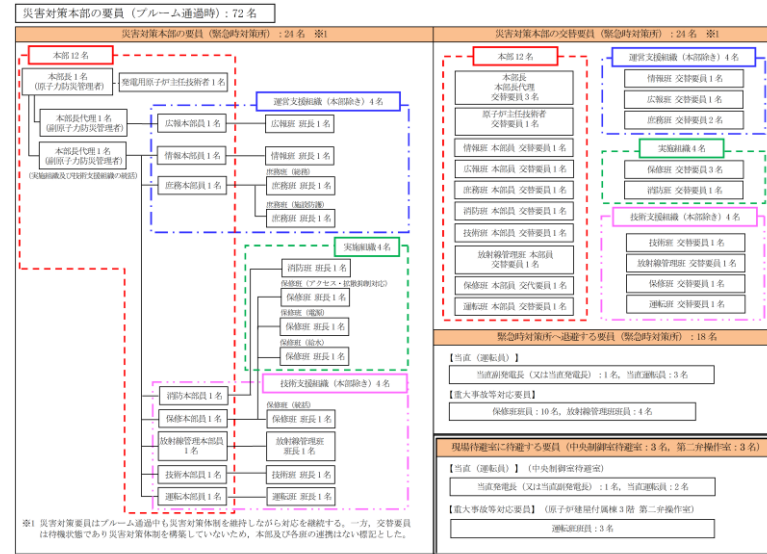 災害対策本部の要員（プルーム通過時）：72 名
災害対策本部の要員（緊急時対策所）：24 名　※1
本部 12 名
本部長 1 名
(原子力防災管理者)
発電用原子炉主任技術者 1 名
運営支援組織（本部除き）4 名
本部長代理 1 名
(副原子力防災管理者)
広報本部員 1 名
広報班 班長 1 名
本部長代理 1 名
(副原子力防災管理者)
(実施組織及び技術支援組織の統括)
情報本部員 1 名
情報班 班長 1 名
庶務本部員 1 名
庶務班（総務）
庶務班 班長 1 名
庶務班（施設防護）
庶務班 班長 1 名
実施組織 4 名
消防班 班長 1 名
保修班（アクセス・拡散抑制対応）
保修班 班長 1 名
保修班（電源）
保修班 班長 1 名
保修班（給水）
保修班 班長 1 名
技術支援組織（本部除き）4 名
消防本部員 1 名
保修本部員 1 名
保修班（統括）
保修班 班長 1 名
放射線管理本部員
1 名
放射線管理班
班長 1 名
技術本部員 1 名
技術班 班長 1 名
運転本部員 1 名
運転班 班長 1 名
※1 災害対策要員はプルーム通過中も災害対策体制を維持しながら対応を継続する。一方，交替要員
は待機状態であり災害対策体制を構築していないため，本部及び各班の連携はない標記とした。
災害対策本部の交替要員（緊急時対策所）：24 名　※1
本部 12 名
本部長
本部長代理
交替要員 3 名
原子炉主任技術者
交替要員 1 名
情報班 本部員 交替要員 1 名
広報班 本部員 交替要員 1 名
庶務班 本部員 交替要員 1 名
消防班 本部員 交替要員 1 名
技術班 本部員 交替要員 1 名
放射線管理班 本部員
交替要員 1 名
保修班 本部員 交代要員 1 名
運転班 本部員 交替要員 1 名
運営支援組織（本部除き）4 名
情報班 交替要員 1 名
広報班 交替要員 1 名
庶務班 交替要員 2 名
実施組織 4 名
保修班 交替要員 3 名
消防班 交替要員 1 名
技術支援組織（本部除き）4 名
技術班 交替要員 1 名
放射線管理班 交替要員 1 名
保修班 交替要員 1 名
運転班 交替要員 1 名
緊急時対策所へ退避する要員（緊急時対策所）：18 名
【当直（運転員）】
当直副発電長（又は当直発電長）：1 名，当直運転員：3 名
【重大事故等対応要員】
保修班班員：10 名，放射線管理班班員：4 名
現場待避室に待避する要員（中央制御室待避室：3 名，第二弁操作室：3 名）
【当直（運転員）】（中央制御室待避室）
当直発電長（又は当直副発電長）：1 名，当直運転員：2 名
【重大事故等対応要員】（原子炉建屋付属棟 3 階 第二弁操作室）
運転班班員：3 名